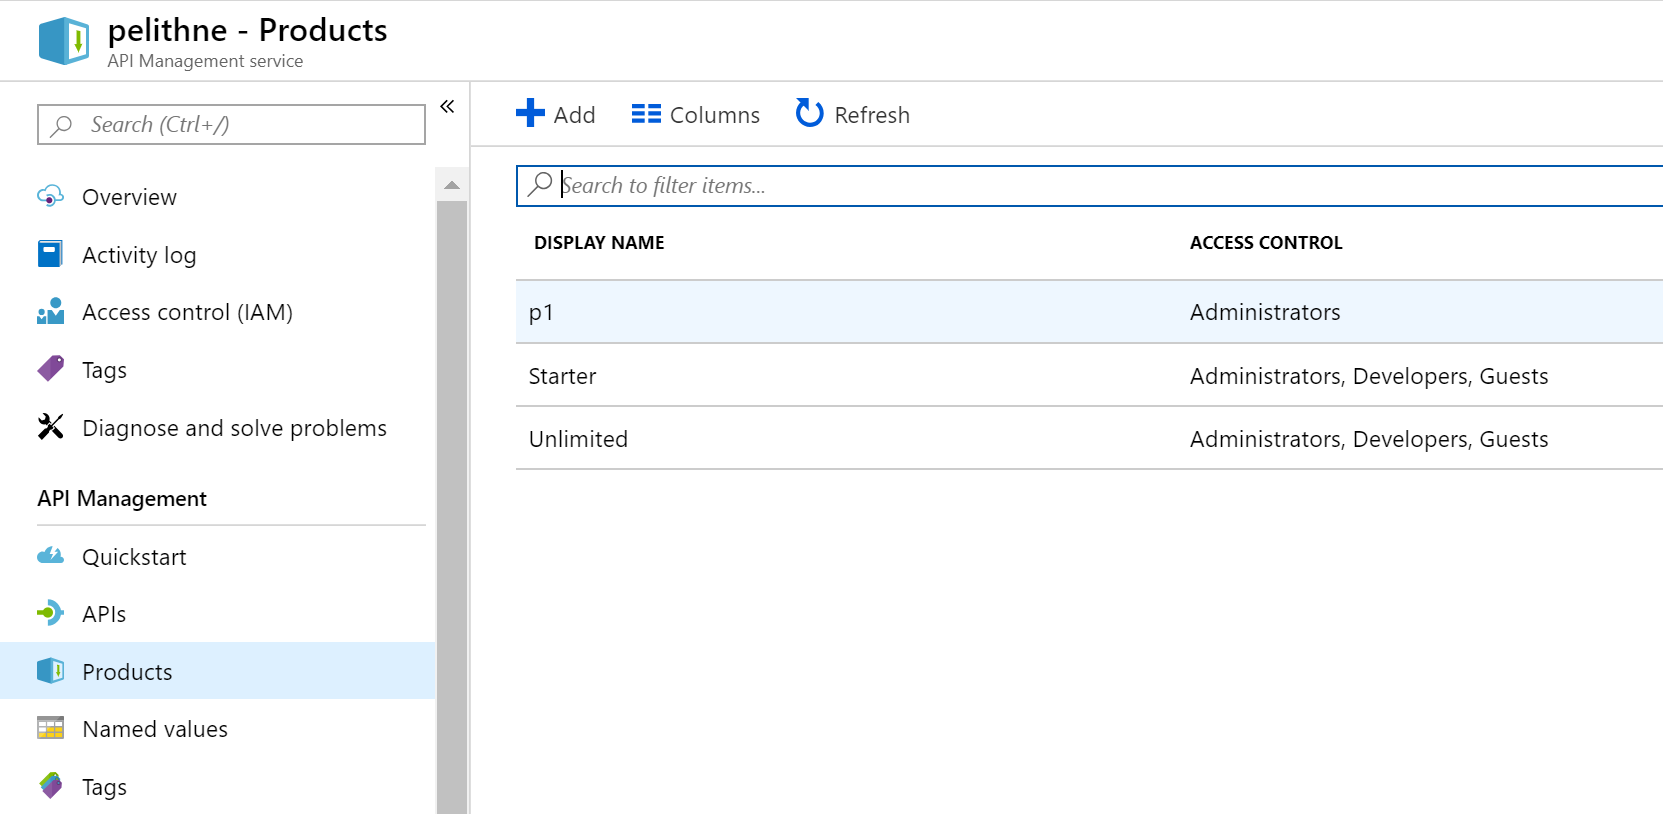 pelithne - Products
API Management service
Search (Ctrl+/)
«
Overview
Activity log
Access control (IAM)
Tags
Diagnose and solve problems
API Management
Quickstart
APIs
Products
Named values
Tags
Add Columns Refresh
Search to filter items...
DISPLAY NAME ACCESS CONTROL
p1 Administrators
Starter Administrators, Developers, Guests
Unlimited Administrators, Developers, Guests